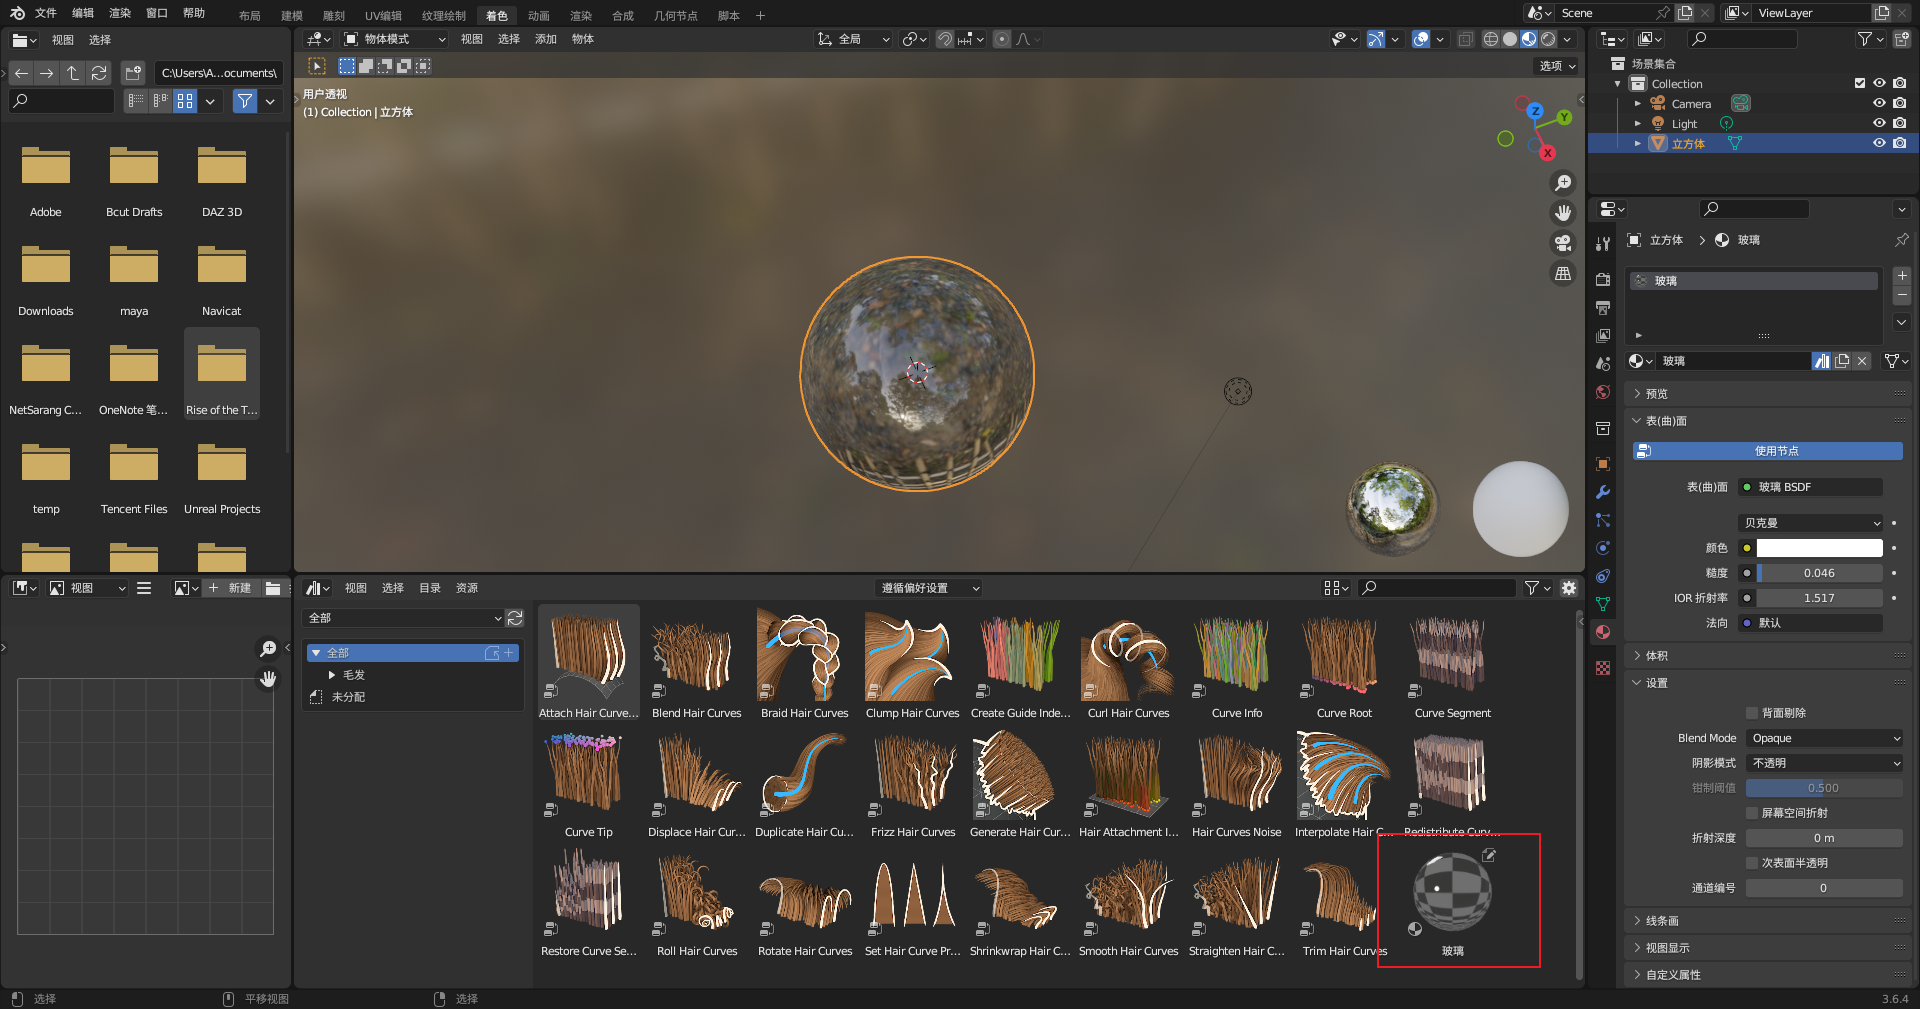 文件 编辑 渲染 窗口 帮助 布局 建模 雕刻 UV编辑 纹理绘制 着色 动画 渲染 合成 几何节点 脚本 Scene ViewLayer
视图 选择
C:\Users\A...ocuments\
Adobe Bcut Drafts DAZ 3D
Downloads maya Navicat
NetSarang C... OneNote 笔... Rise of the T...
temp Tencent Files Unreal Projects
物体模式 视图 选择 添加 物体 全局
选项
用户透视
(1) Collection | 立方体
Z
Y
X
视图 新建
视图 选择 目录 资源 遵循偏好设置
全部
全部
毛发
未分配
Attach Hair Curve... Blend Hair Curves Braid Hair Curves Clump Hair Curves Create Guide Inde... Curl Hair Curves Curve Info Curve Root Curve Segment
Curve Tip Displace Hair Cur... Duplicate Hair Cu... Frizz Hair Curves Generate Hair Cur... Hair Attachment I... Hair Curves Noise Interpolate Hair C... Redistribute Curv...
Restore Curve Se... Roll Hair Curves Rotate Hair Curves Set Hair Curve Pr... Shrinkwrap Hair C... Smooth Hair Curves Straighten Hair C... Trim Hair Curves 玻璃
场景集合
Collection
Camera
Light
立方体
立方体 玻璃
玻璃
玻璃
预览
表(曲)面
使用节点
表(曲)面 玻璃 BSDF
贝克曼
颜色
糙度 0.046
IOR 折射率 1.517
法向 默认
体积
设置
背面剔除
Blend Mode Opaque
阴影模式 不透明
钳制阈值 0.500
屏幕空间折射
折射深度 0 m
次表面半透明
通道编号 0
线条画
视图显示
自定义属性
选择 平移视图 选择 3.6.4